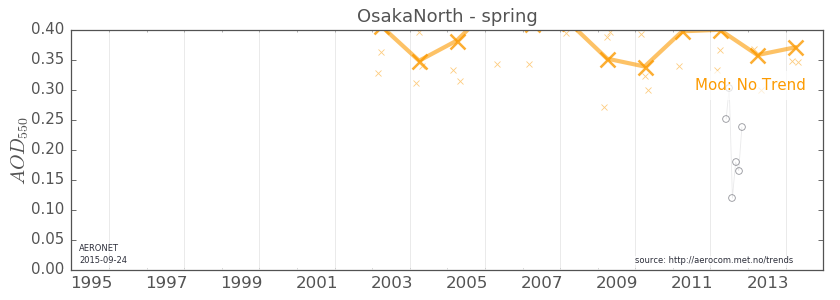 OsakaNorth - spring
0.40
0.35
0.30
0.25
0.20
0.15
0.10
0.05
0.00
AOD550
Mod: No Trend
AERONET
2015-09-24
source: http://aerocom.met.no/trends
1995 1997 1999 2001 2003 2005 2007 2009 2011 2013